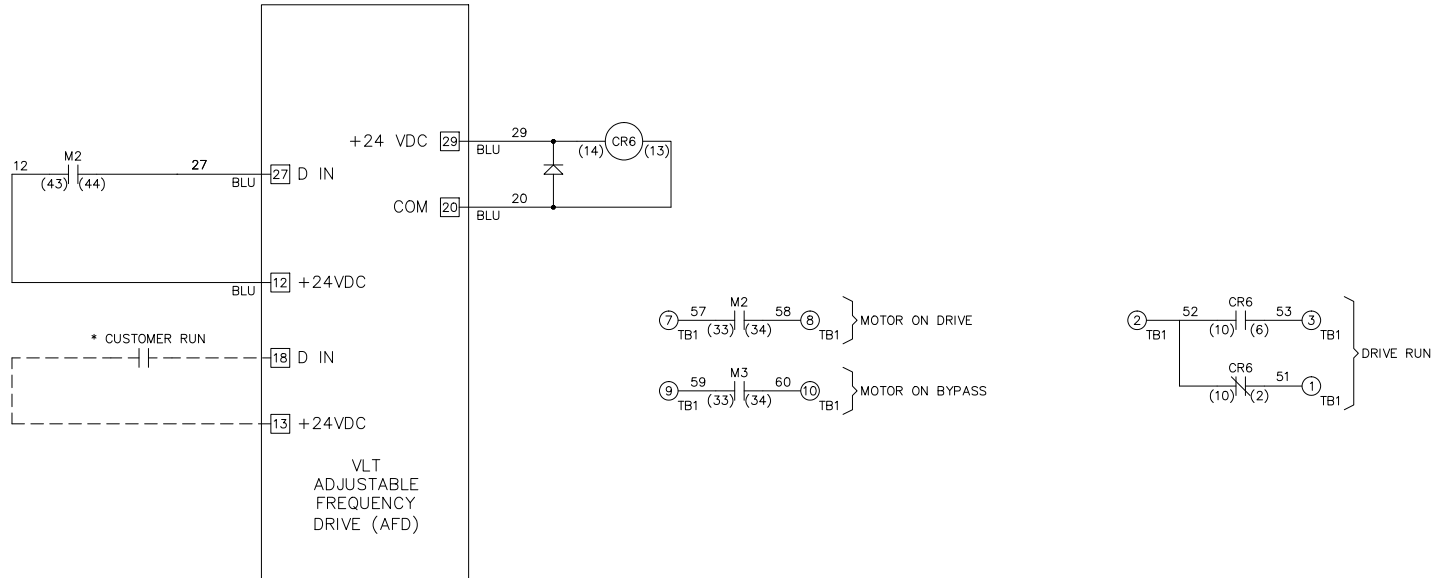 +24 VDC 29 29 BLU (14) CR6 (13)
12 M2 (43) (44) 27 BLU 27 D IN
COM 20 20 BLU
BLU 12 +24VDC
* CUSTOMER RUN
18 D IN
13 +24VDC
VLT
ADJUSTABLE
FREQUENCY
DRIVE (AFD)
7 TB1 57 M2 (33) (34) 58 8 TB1 MOTOR ON DRIVE
9 TB1 59 M3 (33) (34) 60 10 TB1 MOTOR ON BYPASS
2 TB1 52 CR6 (10) (6) 53 3 TB1
DRIVE RUN
CR6 (10) (2) 51 1 TB1